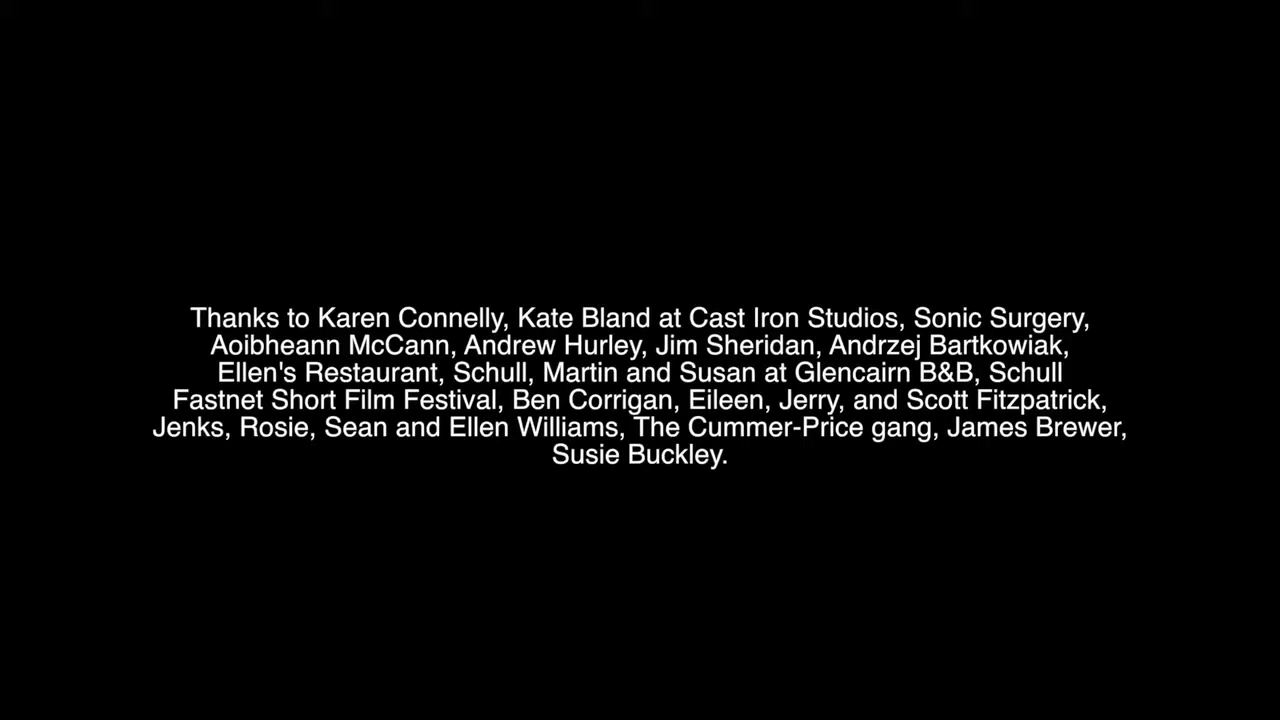 Thanks to Karen Connelly, Kate Bland at Cast Iron Studios, Sonic Surgery,
Aoibheann McCann, Andrew Hurley, Jim Sheridan, Andrzej Bartkowiak,
Ellen's Restaurant, Schull, Martin and Susan at Glencairn B&B, Schull
Fastnet Short Film Festival, Ben Corrigan, Eileen, Jerry, and Scott Fitzpatrick,
Jenks, Rosie, Sean and Ellen Williams, The Cummer-Price gang, James Brewer,
Susie Buckley.